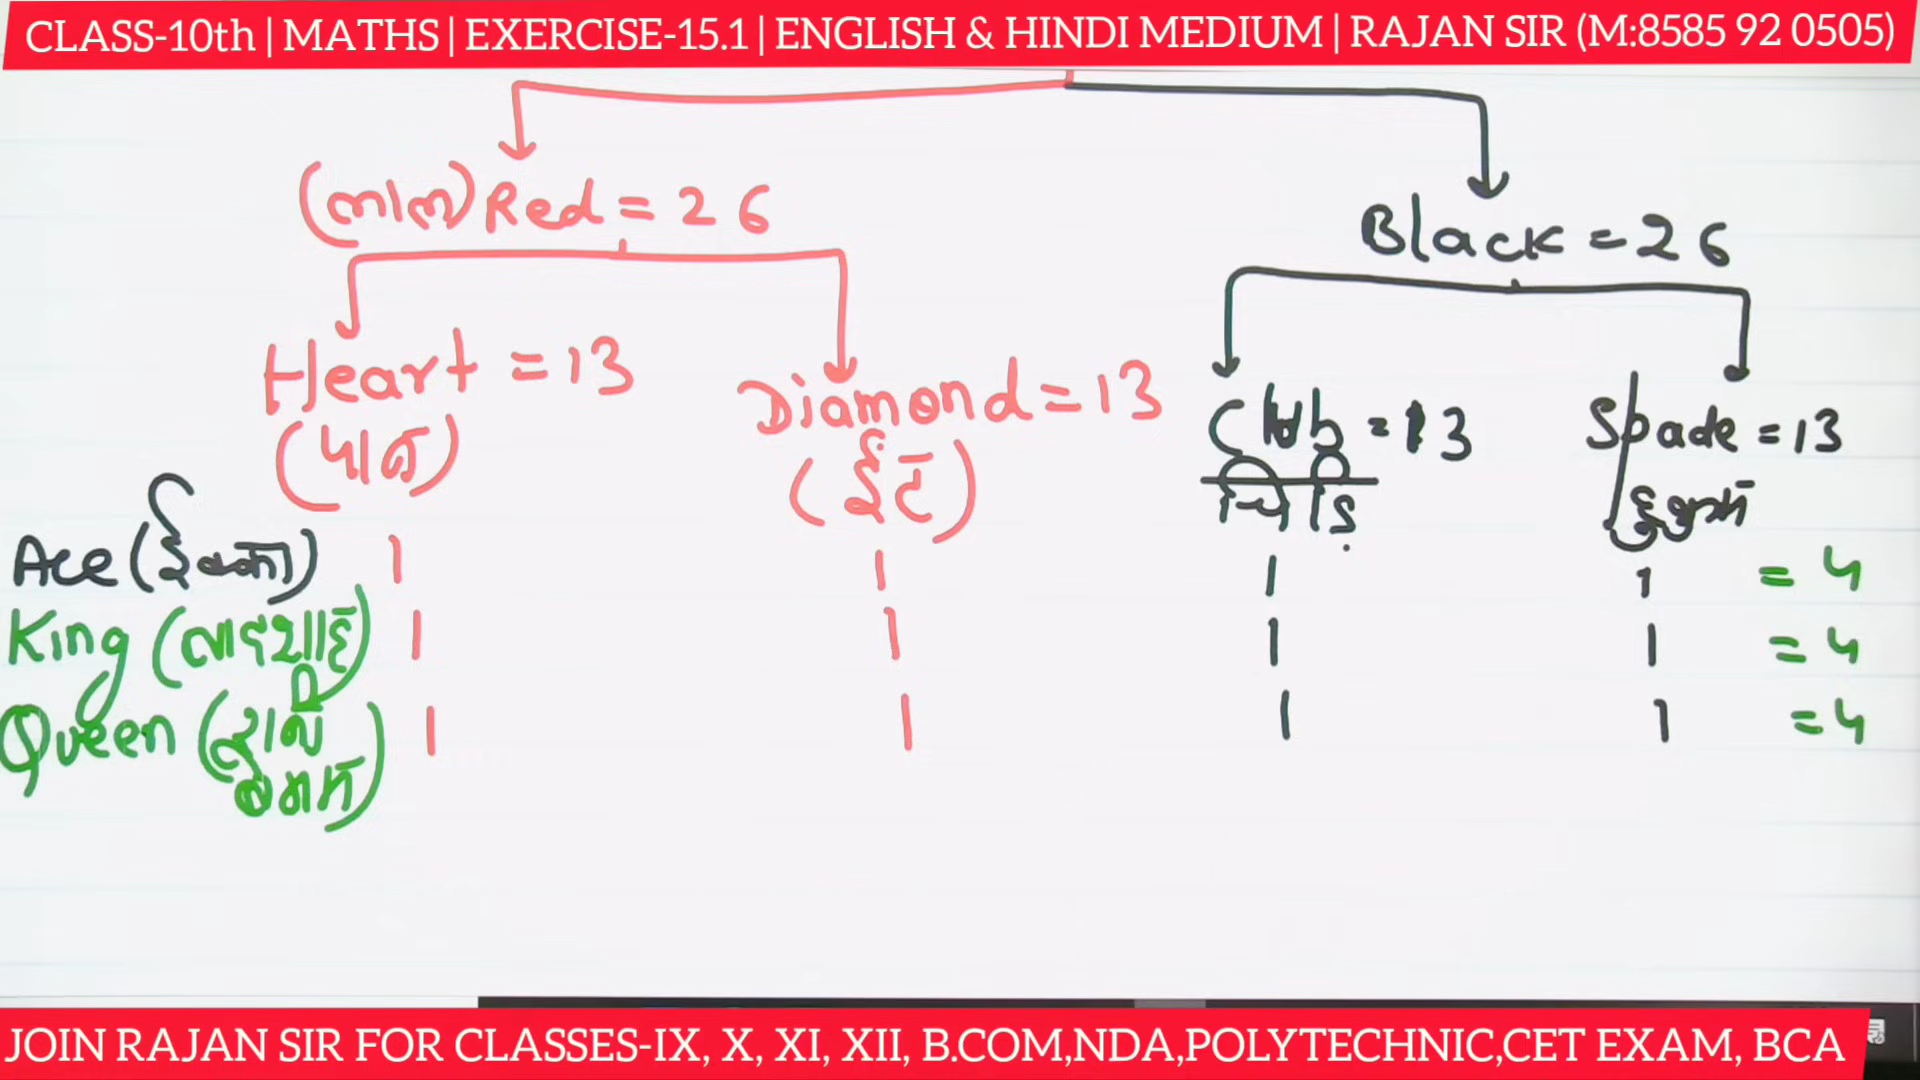 CLASS-10th | MATHS | EXERCISE-15.1 | ENGLISH & HINDI MEDIUM | RAJAN SIR (M:8585 92 0505)
(लाल) Red = 26
Black = 26
Heart = 13
Diamond = 13
Club = 13
Spade = 13
(पान)
(ईंट)
चिड़ि
हुकुम
Ace (ईक्का) 1 1 1 1 = 4
King (बादशाह) 1 1 1 1 = 4
Queen (रानी 1 1 1 1 = 4
बेगम)
JOIN RAJAN SIR FOR CLASSES-IX, X, XI, XII, B.COM,NDA,POLYTECHNIC,CET EXAM, BCA